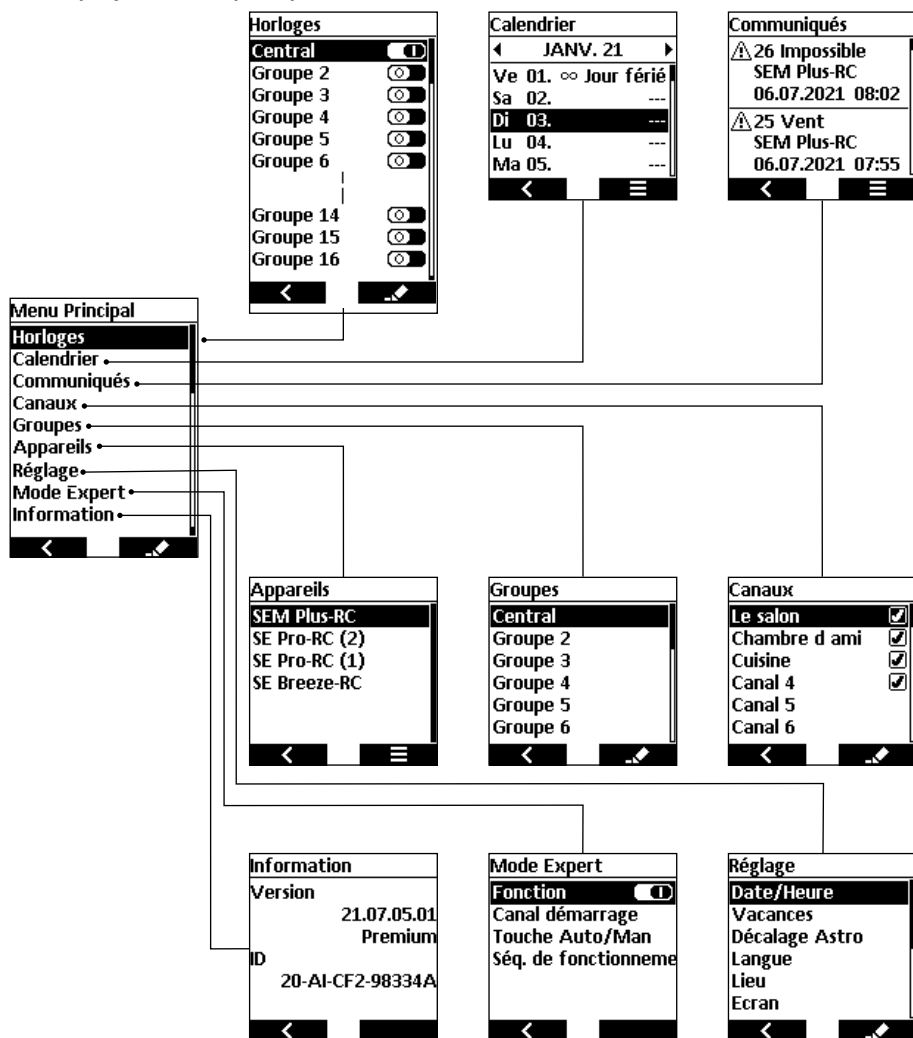 Horloges
Central
Groupe 2
Groupe 3
Groupe 4
Groupe 5
Groupe 6
Groupe 14
Groupe 15
Groupe 16
Calendrier
JANV. 21
Ve 01. ∞ Jour férié
Sa 02. ---
Di 03. ---
Lu 04. ---
Ma 05. ---
Communiqués
26 Impossible
SEM Plus-RC
06.07.2021 08:02
25 Vent
SEM Plus-RC
06.07.2021 07:55
Menu Principal
Horloges
Calendrier
Communiqués
Canaux
Groupes
Appareils
Réglage
Mode Expert
Information
Appareils
SEM Plus-RC
SE Pro-RC (2)
SE Pro-RC (1)
SE Breeze-RC
Groupes
Central
Groupe 2
Groupe 3
Groupe 4
Groupe 5
Groupe 6
Canaux
Le salon
Chambre d ami
Cuisine
Canal 4
Canal 5
Canal 6
Information
Version
21.07.05.01
Premium
ID
20-AI-CF2-98334A
Mode Expert
Fonction
Canal démarrage
Touche Auto/Man
Séq. de fonctionneme
Réglage
Date/Heure
Vacances
Décalage Astro
Langue
Lieu
Ecran